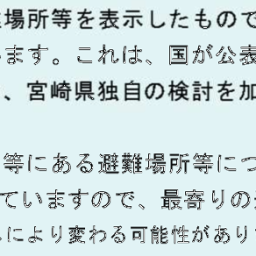 場所等を表示したもので
います。これは、国が公表
、宮崎県独自の検討を加
等にある避難場所等につ
ていますので、最寄りの
により変わる可能性があり